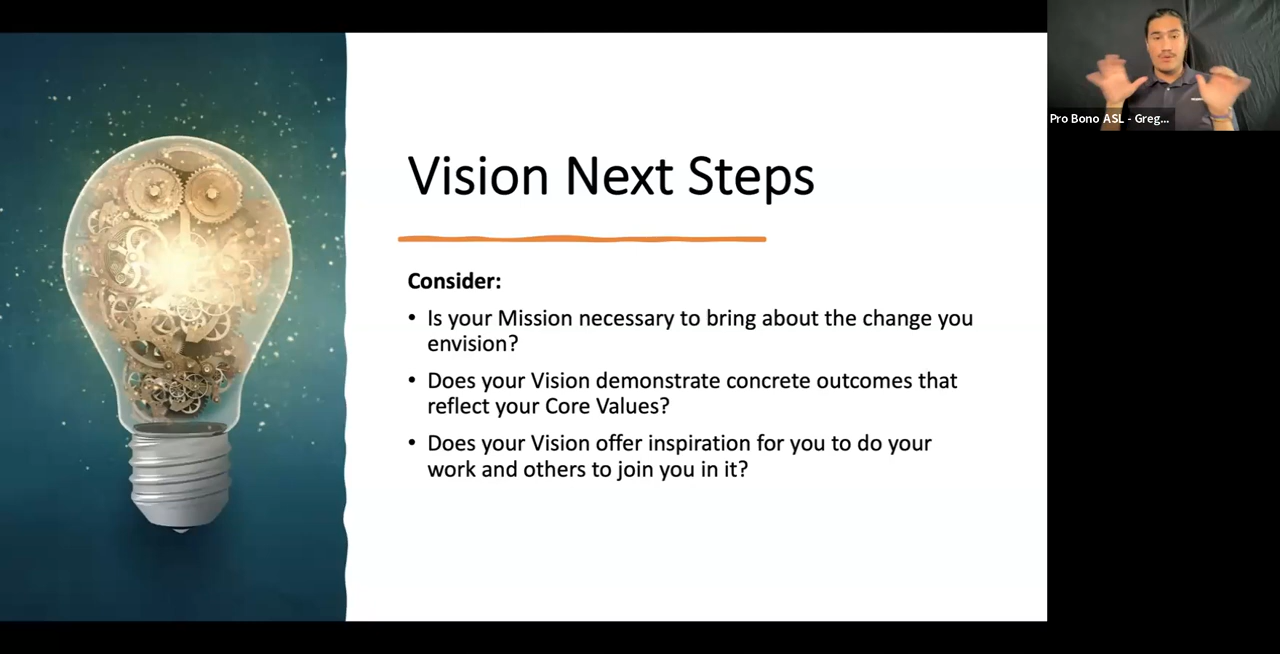 Vision Next Steps
Consider:
• Is your Mission necessary to bring about the change you
envision?
• Does your Vision demonstrate concrete outcomes that
reflect your Core Values?
• Does your Vision offer inspiration for you to do your
work and others to join you in it?
Pro Bono ASL - Greg...